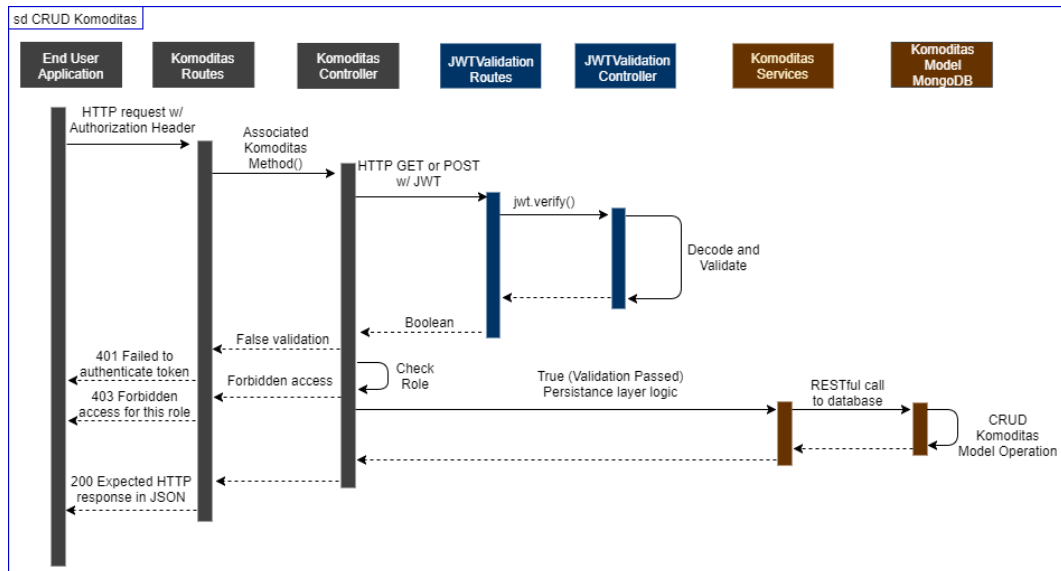 sd CRUD Komoditas
End User
Application
Komoditas
Routes
Komoditas
Controller
JWTValidation
Routes
JWTValidation
Controller
Komoditas
Services
Komoditas
Model
MongoDB
HTTP request w/
Authorization Header
Associated
Komoditas
Method()
HTTP GET or POST
w/ JWT
jwt.verify()
Decode and
Validate
Boolean
False validation
401 Failed to
authenticate token
Check
Role
Forbidden access
403 Forbidden
access for this role
True (Validation Passed)
Persistance layer logic
RESTful call
to database
CRUD
Komoditas
Model Operation
200 Expected HTTP
response in JSON